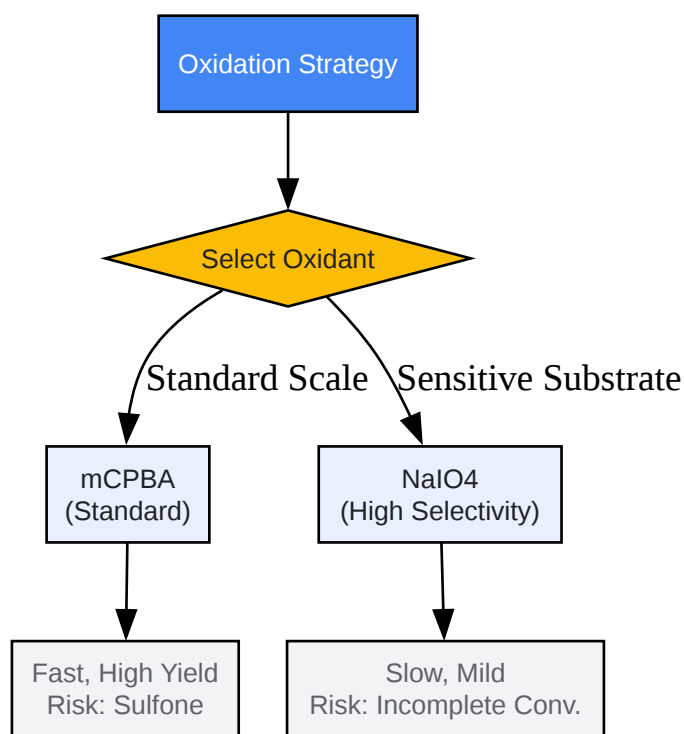 Oxidation Strategy
Select Oxidant
Standard Scale
Sensitive Substrate
mCPBA
(Standard)
NaIO4
(High Selectivity)
Fast, High Yield
Risk: Sulfone
Slow, Mild
Risk: Incomplete Conv.